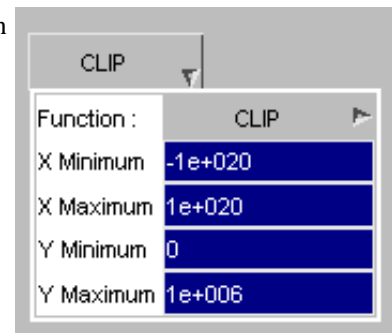 n
CLIP
Function : CLIP
X Minimum -1e+020
X Maximum 1e+020
Y Minimum 0
Y Maximum 1e+006